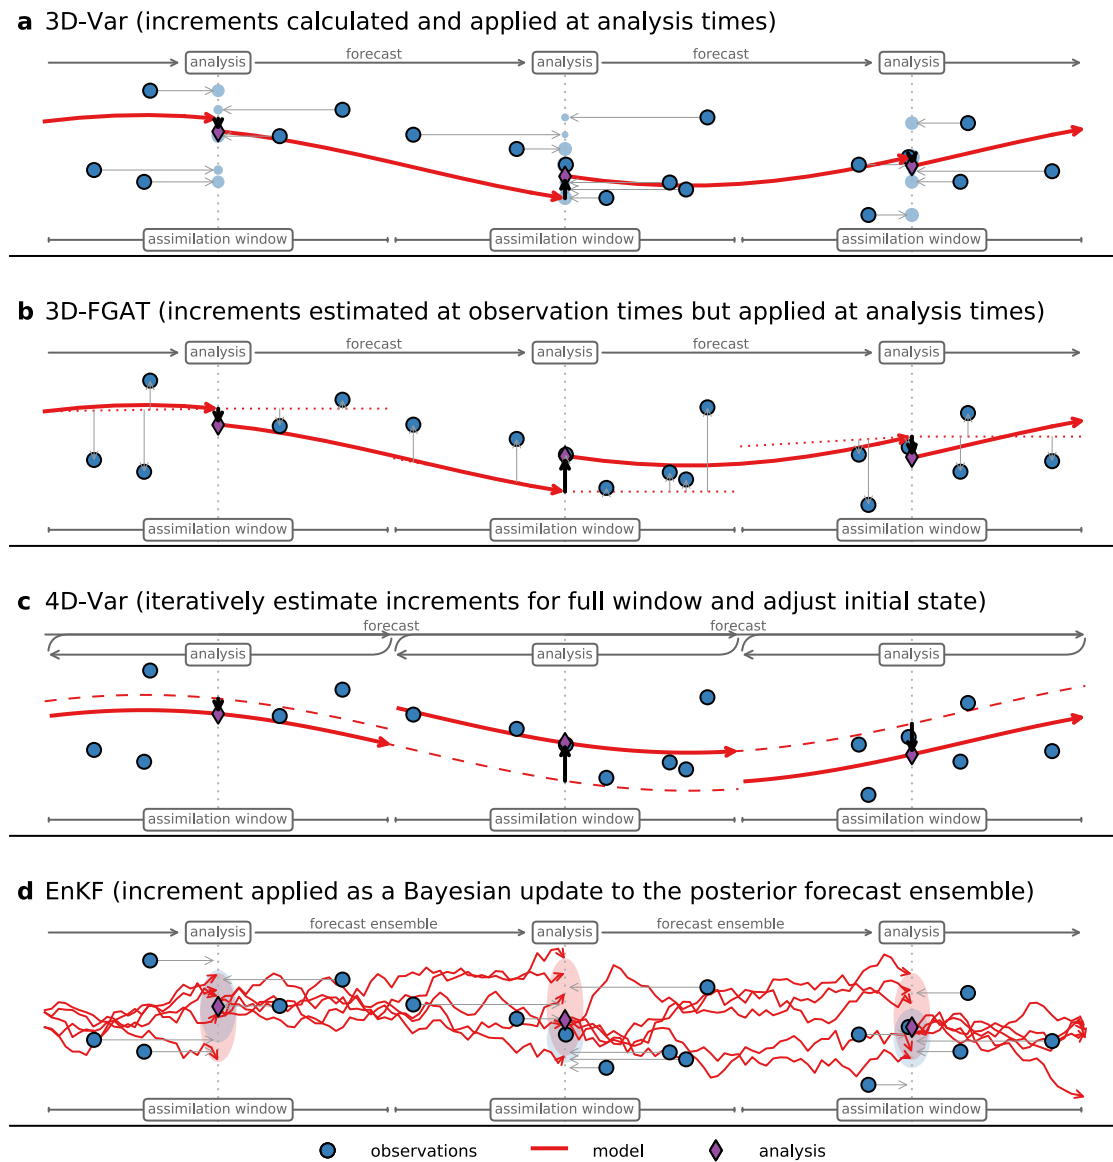 a 3D-Var (increments calculated and applied at analysis times)
analysis forecast analysis forecast analysis
assimilation window assimilation window assimilation window
b 3D-FGAT (increments estimated at observation times but applied at analysis times)
analysis forecast analysis forecast analysis
assimilation window assimilation window assimilation window
c 4D-Var (iteratively estimate increments for full window and adjust initial state)
forecast forecast
analysis analysis analysis
assimilation window assimilation window assimilation window
d EnKF (increment applied as a Bayesian update to the posterior forecast ensemble)
analysis forecast ensemble analysis forecast ensemble analysis
assimilation window assimilation window assimilation window
observations model analysis